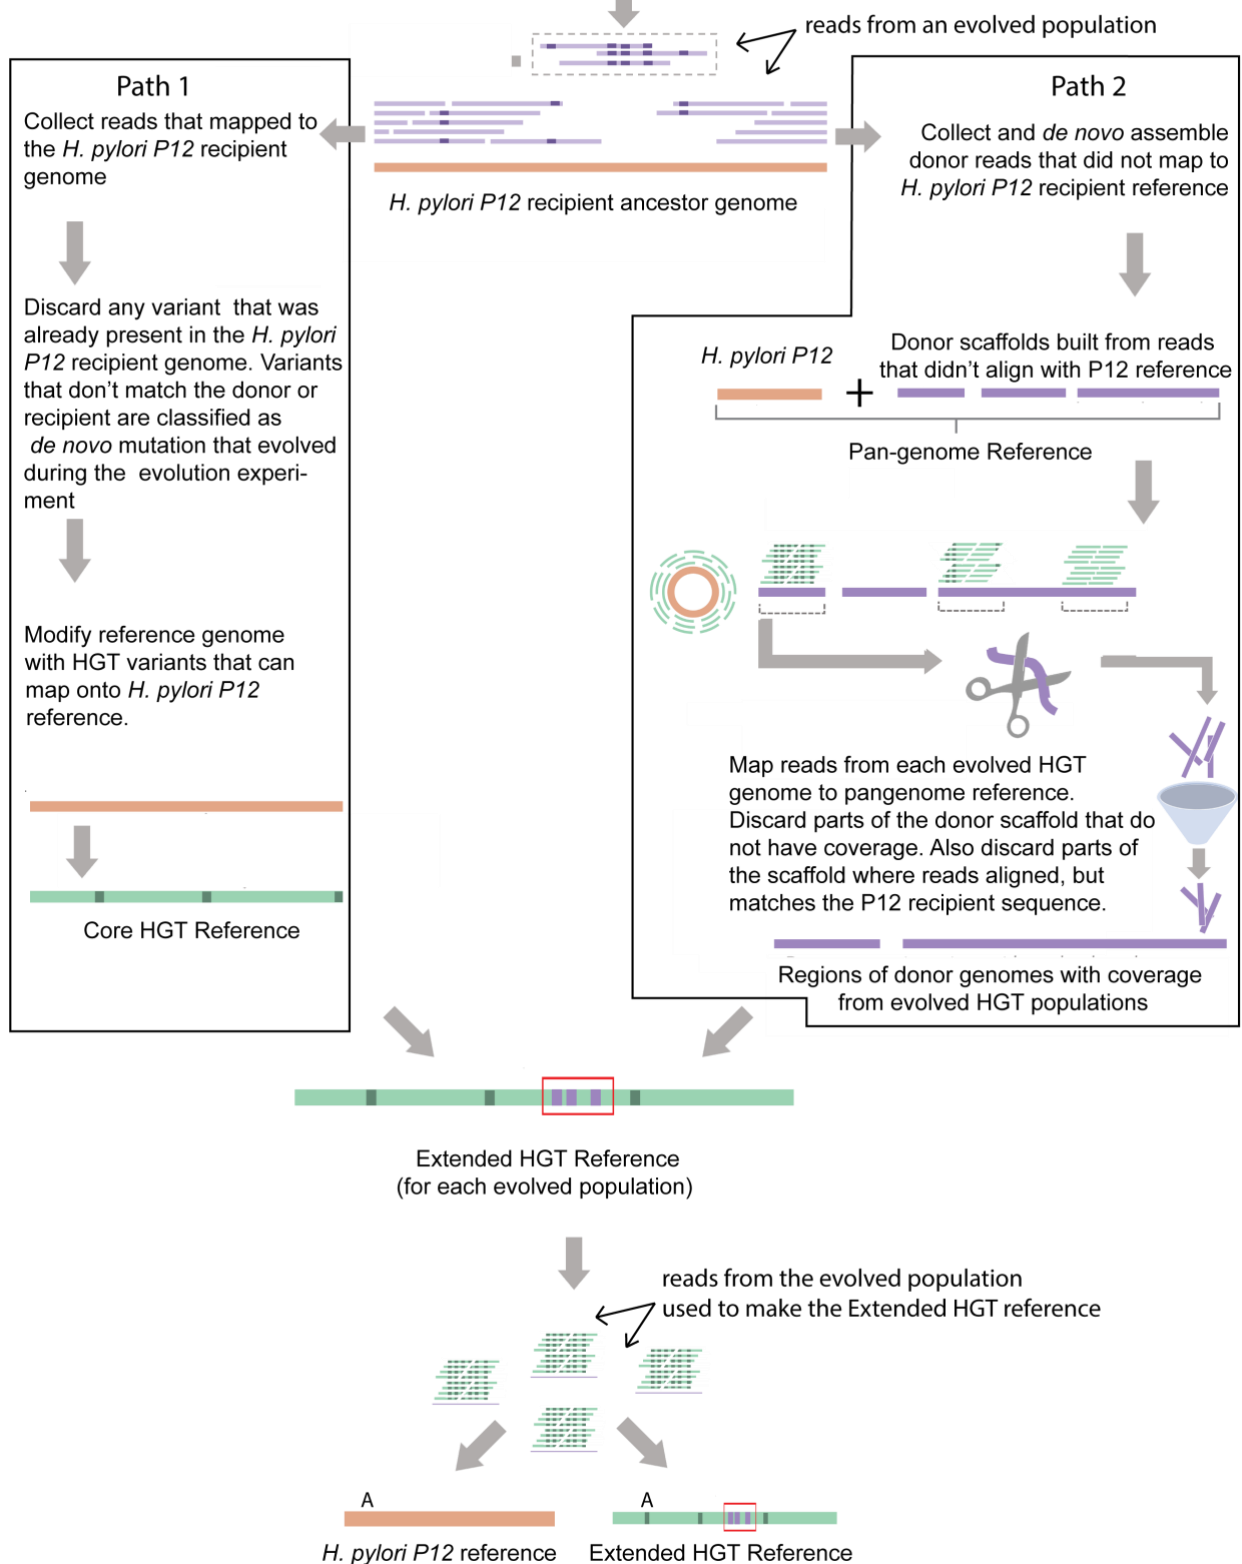 reads from an evolved population
Path 1
Collect reads that mapped to
the H. pylori P12 recipient
genome
Discard any variant that was
already present in the H. pylori
P12 recipient genome. Variants
that don't match the donor or
recipient are classified as
de novo mutation that evolved
during the evolution experi-
ment
Modify reference genome
with HGT variants that can
map onto H. pylori P12
reference.
Core HGT Reference
H. pylori P12 recipient ancestor genome
Path 2
Collect and de novo assemble
donor reads that did not map to
H. pylori P12 recipient reference
H. pylori P12
+
Donor scaffolds built from reads
that didn't align with P12 reference
Pan-genome Reference
Map reads from each evolved HGT
genome to pangenome reference.
Discard parts of the donor scaffold that do
not have coverage. Also discard parts of
the scaffold where reads aligned, but
matches the P12 recipient sequence.
Regions of donor genomes with coverage
from evolved HGT populations
Extended HGT Reference
(for each evolved population)
reads from the evolved population
used to make the Extended HGT reference
A
H. pylori P12 reference
A
Extended HGT Reference